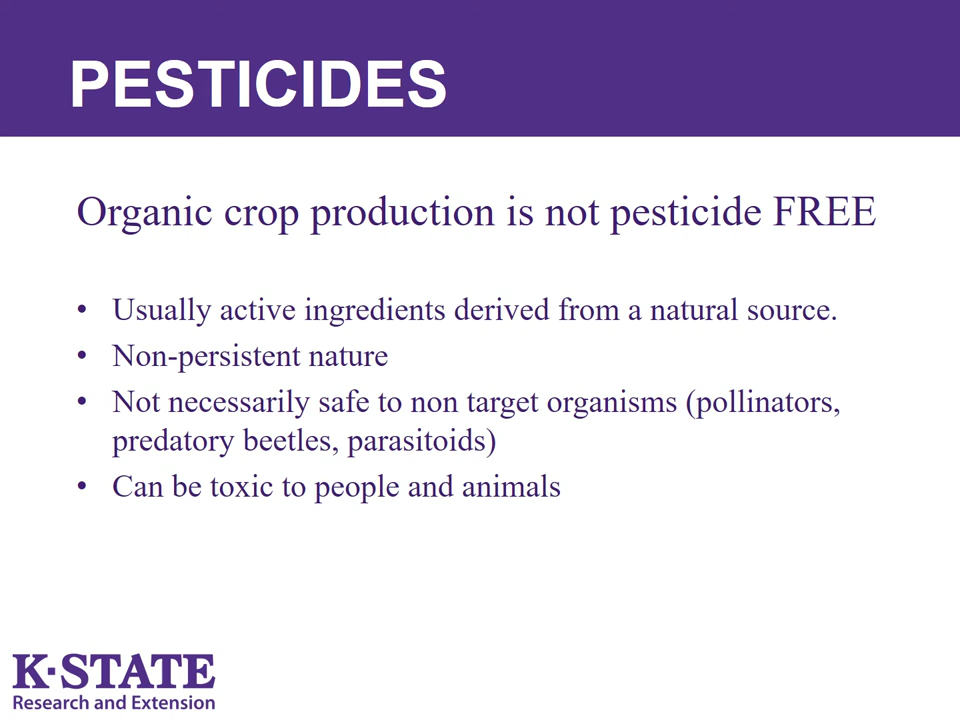 PESTICIDES
Organic crop production is not pesticide FREE
• Usually active ingredients derived from a natural source.
• Non-persistent nature
• Not necessarily safe to non target organisms (pollinators,
predatory beetles, parasitoids)
• Can be toxic to people and animals
K·STATE
Research and Extension